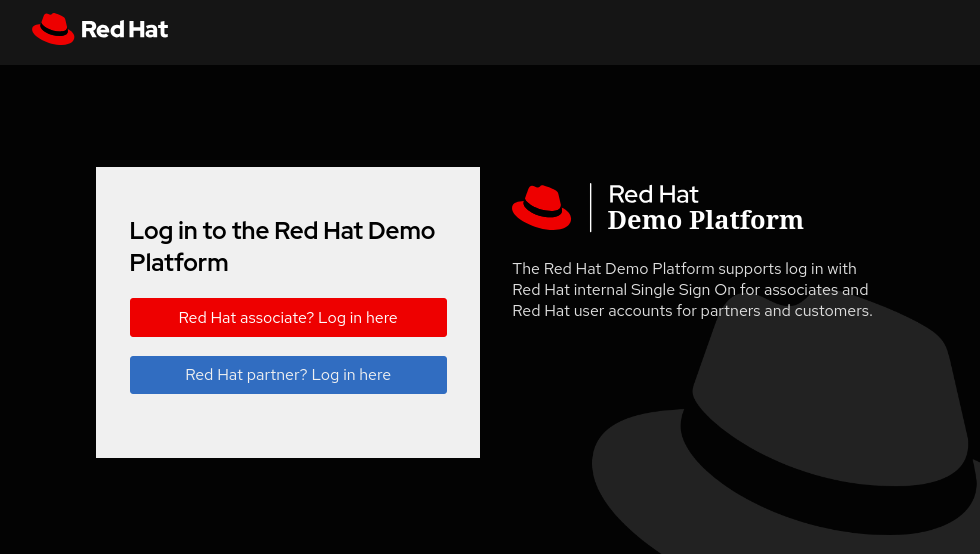 Red Hat
Log in to the Red Hat Demo
Platform
Red Hat associate? Log in here
Red Hat partner? Log in here
Red Hat
Demo Platform
The Red Hat Demo Platform supports log in with
Red Hat internal Single Sign On for associates and
Red Hat user accounts for partners and customers.